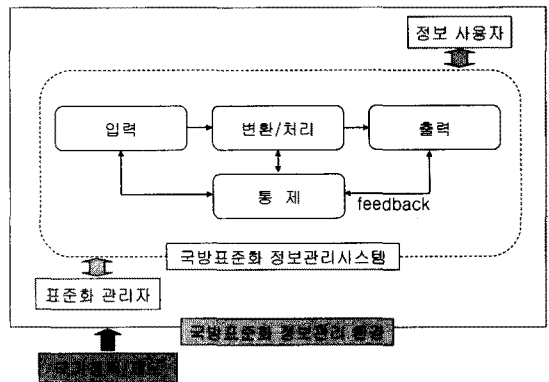 정보 사용자
입력
변환/처리
출력
통 제
feedback
국방표준화 정보관리시스템
표준화 관리자
국방표준화 정보관리 환경